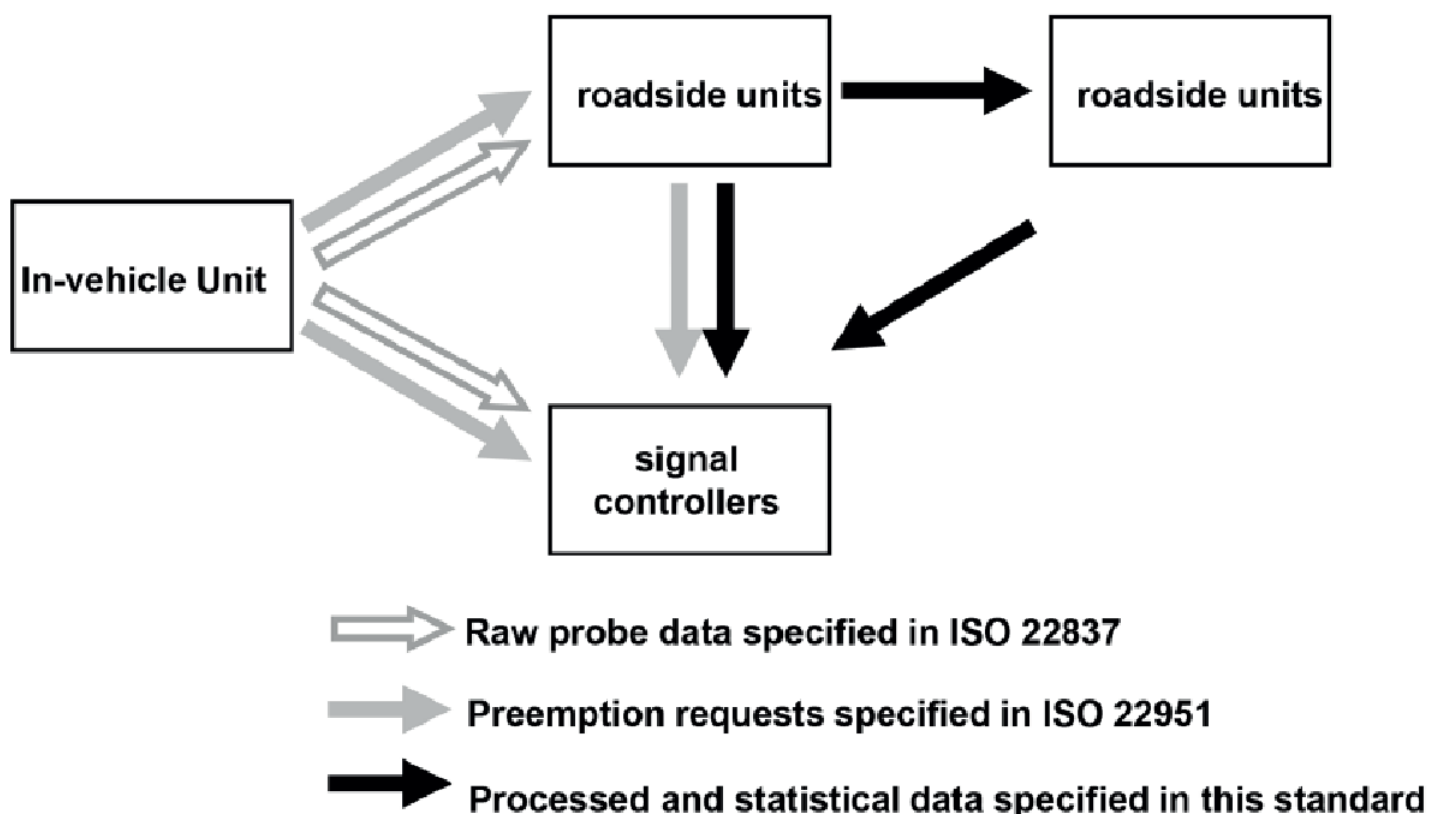 roadside units
roadside units
In-vehicle Unit
signal
controllers
Raw probe data specified in ISO 22837
Preemption requests specified in ISO 22951
Processed and statistical data specified in this standard